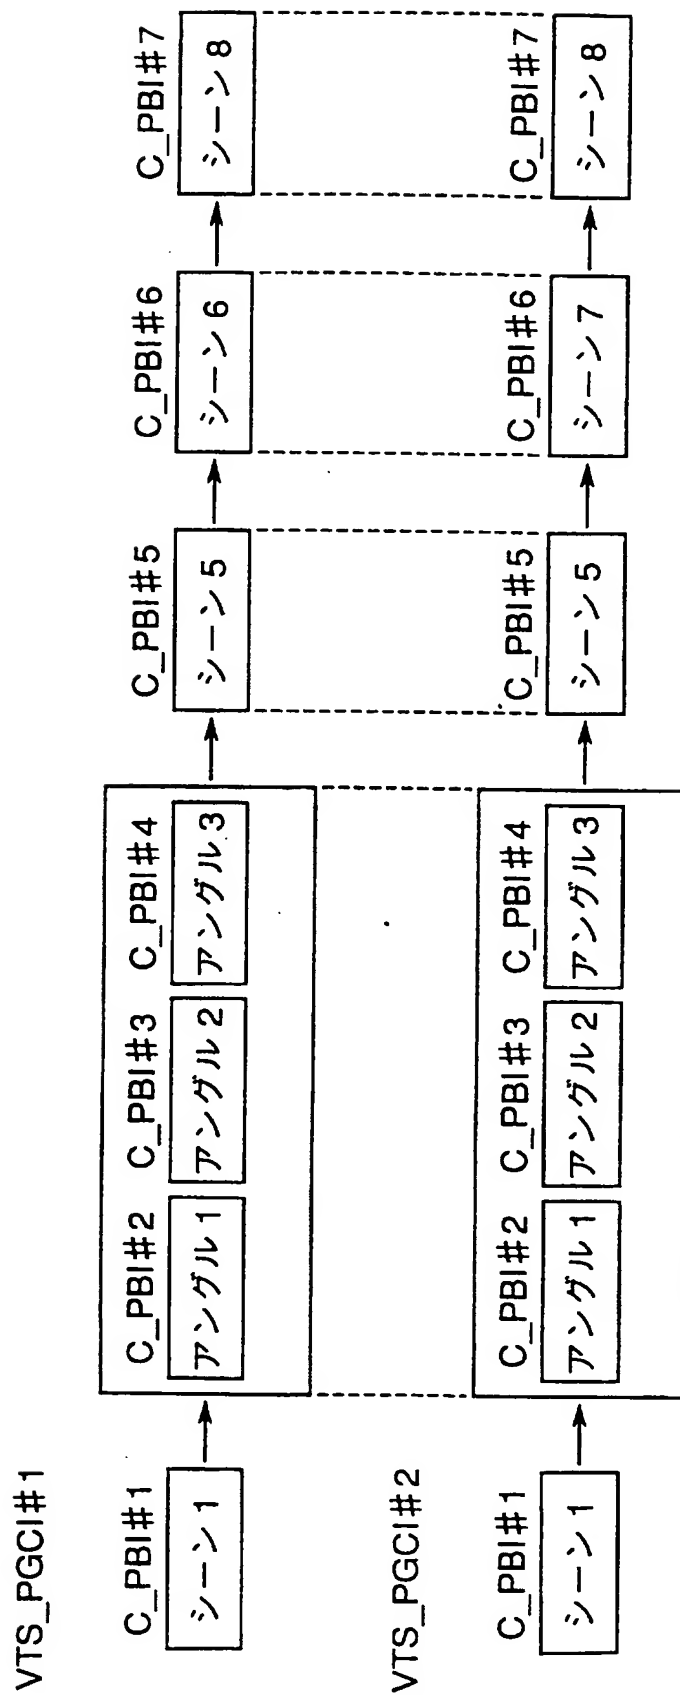 VTS_PGCI#1
C_PBI#1
シーン1
C_PBI#2
アングル1
C_PBI#3
アングル2
C_PBI#4
アングル3
C_PBI#5
シーン5
C_PBI#6
シーン6
C_PBI#7
シーン8
VTS_PGCI#2
C_PBI#1
シーン1
C_PBI#2
アングル1
C_PBI#3
アングル2
C_PBI#4
アングル3
C_PBI#5
シーン5
C_PBI#6
シーン7
C_PBI#7
シーン8